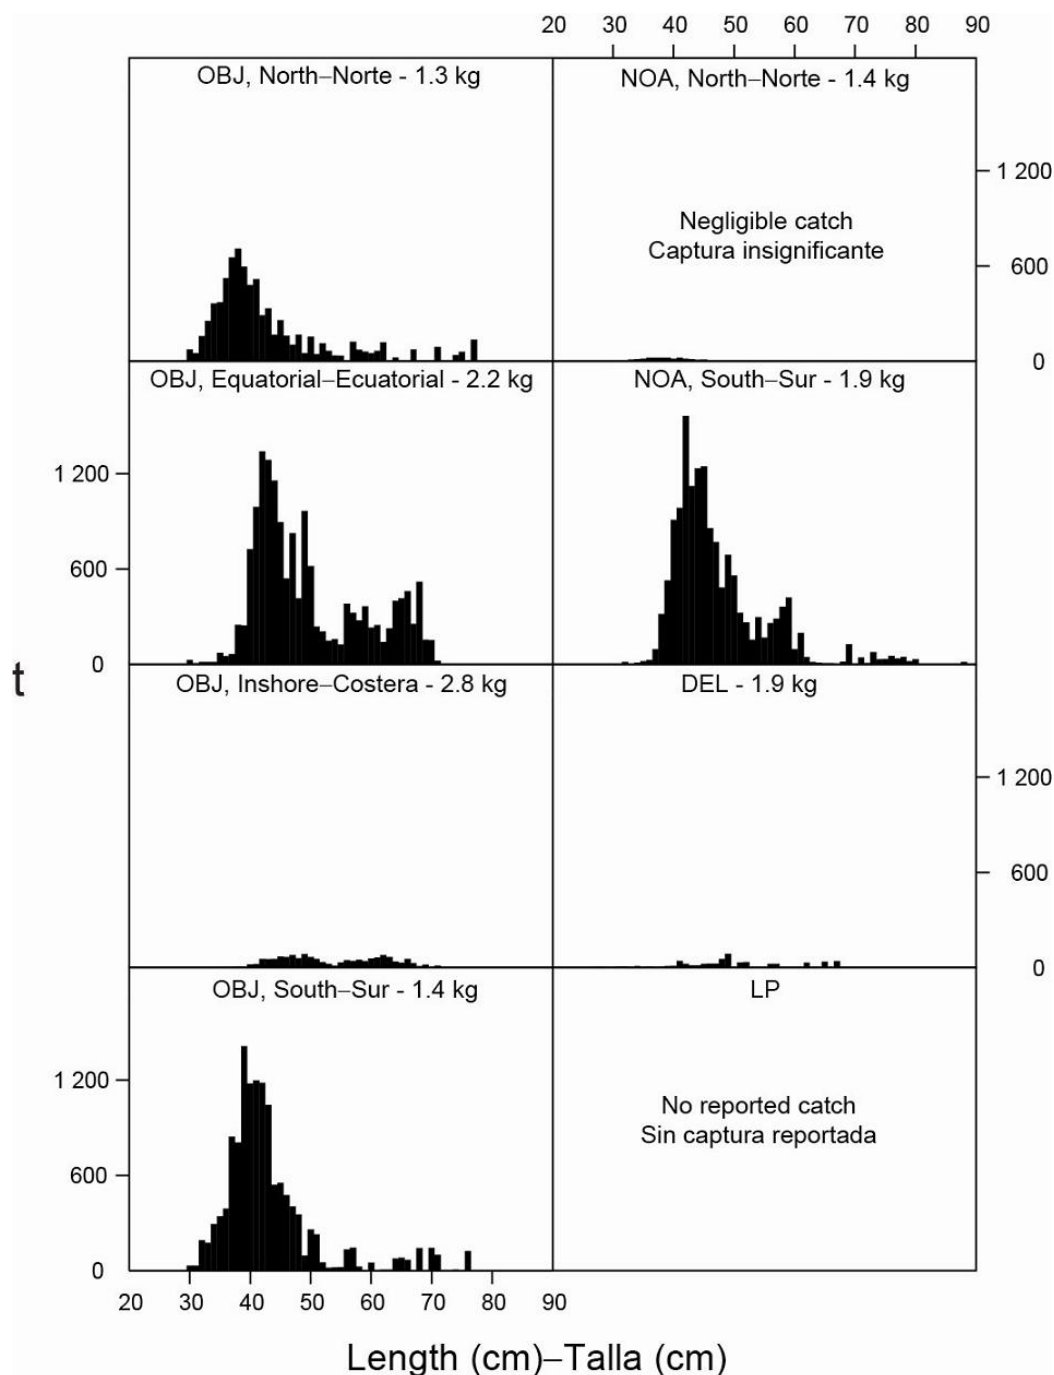 20 30 40 50 60 70 80 90
OBJ, North–Norte - 1.3 kg
NOA, North–Norte - 1.4 kg
1 200
Negligible catch
Captura insignificante
600
0
OBJ, Equatorial–Ecuatorial - 2.2 kg
NOA, South–Sur - 1.9 kg
1 200
600
0
t
OBJ, Inshore–Costera - 2.8 kg
DEL - 1.9 kg
1 200
600
0
OBJ, South–Sur - 1.4 kg
LP
1 200
No reported catch
Sin captura reportada
600
0
20 30 40 50 60 70 80 90
Length (cm)–Talla (cm)